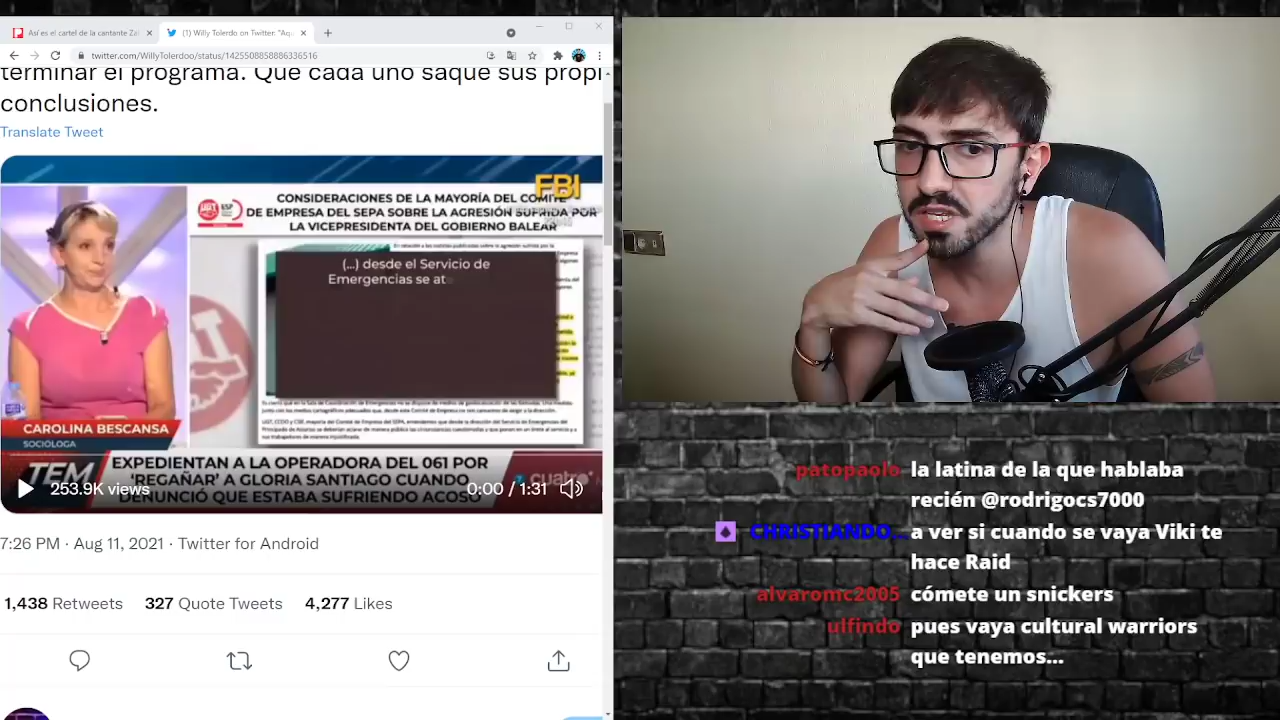 Así es el cartel de la cantante Za
(1) Willy Tolerdo on Twitter: "Aqu
twitter.com/WillyTolerdoo/status/1425508858886336516
terminar el programa. Que cada uno saque sus propi
conclusiones.
Translate Tweet
FBI
UGT
CONSIDERACIONES DE LA MAYORÍA DEL COMITÉ
DE EMPRESA DEL SEPA SOBRE LA AGRESIÓN SUFRIDA POR
LA VICEPRESIDENTA DEL GOBIERNO BALEAR
(...) desde el Servicio de
Emergencias se at
CAROLINA BESCANSA
SOCIÓLOGA
TEM
EXPEDIENTAN A LA OPERADORA DEL 061 POR
'REGAÑAR' A GLORIA SANTIAGO CUANDO
DENUNCIÓ QUE ESTABA SUFRIENDO ACOSO
cuatro
253.9K views
0:00 / 1:31
7:26 PM · Aug 11, 2021 · Twitter for Android
1,438 Retweets 327 Quote Tweets 4,277 Likes
patopaolo la latina de la que hablaba
recién @rodrigocs7000
CHRISTIANDO... a ver si cuando se vaya Viki te
hace Raid
alvaromc2005 cómete un snickers
ulfindo pues vaya cultural warriors
que tenemos...